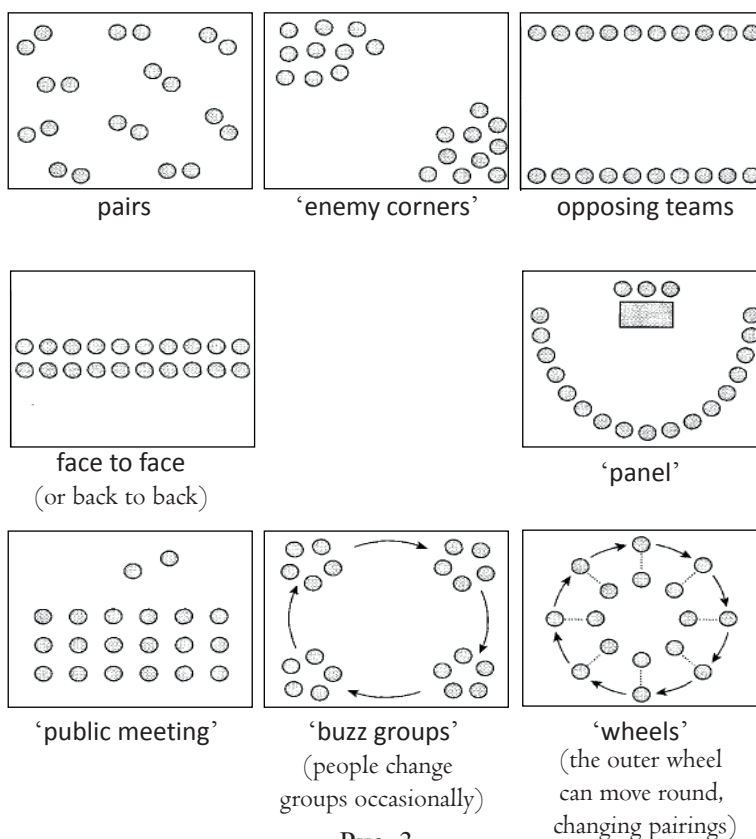 pairs
‘enemy corners’
opposing teams
face to face
(or back to back)
‘panel’
‘public meeting’
‘buzz groups’
(people change
groups occasionally)
‘wheels’
(the outer wheel
can move round,
changing pairings)